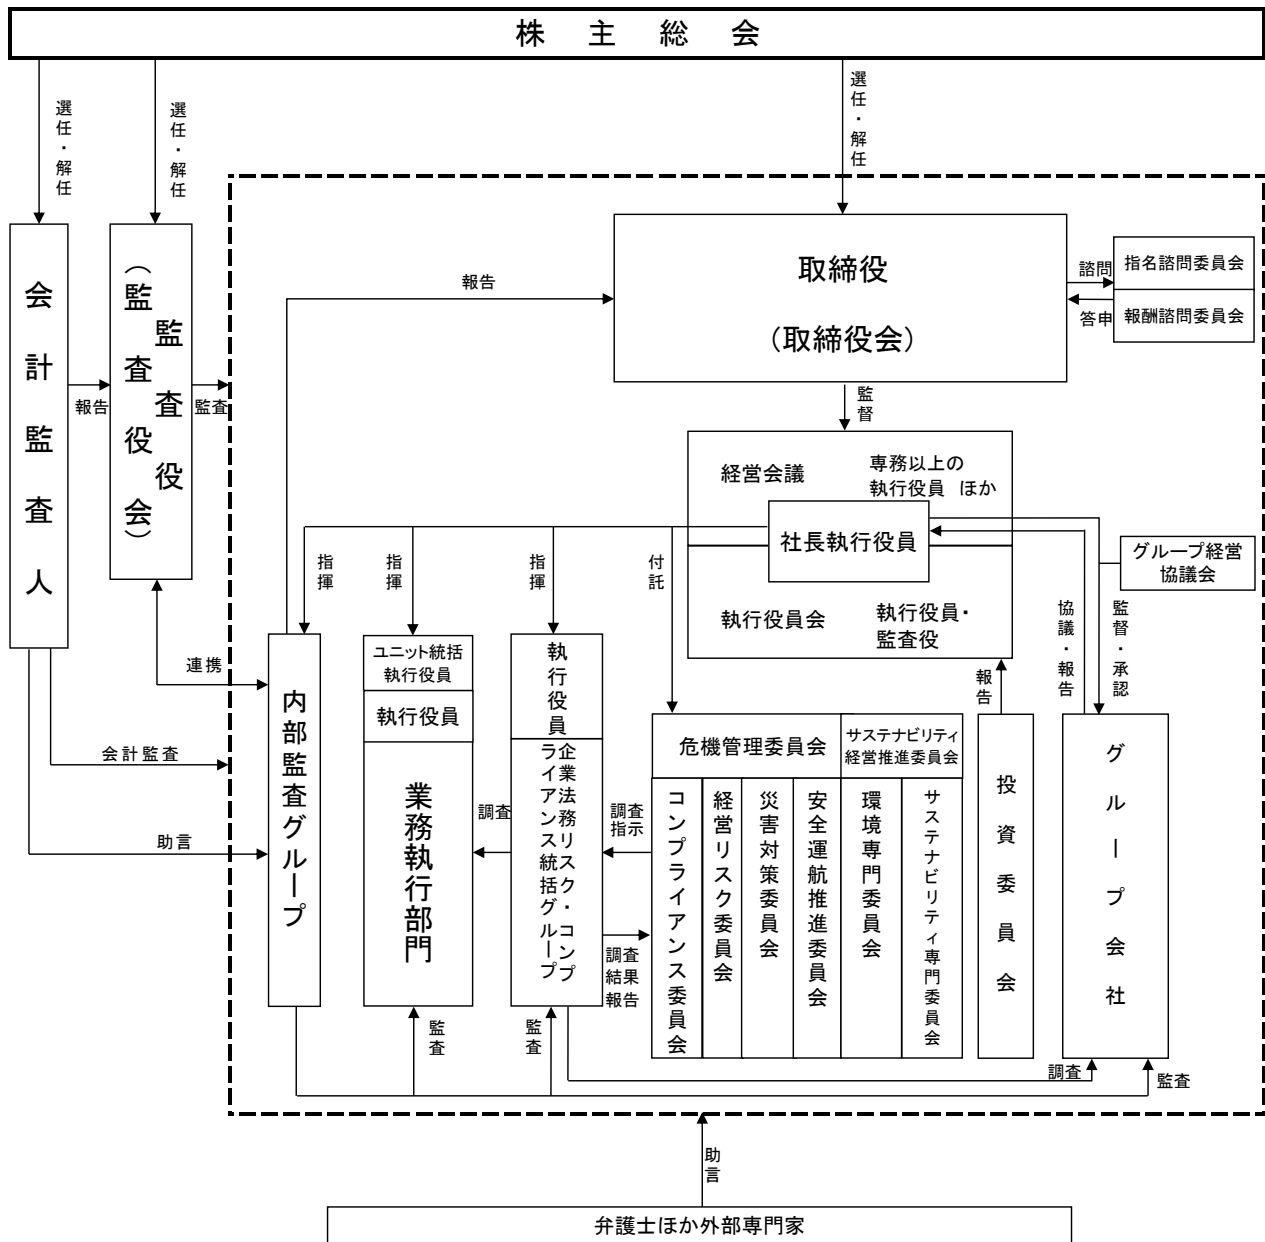 株主総会
選任・解任
選任・解任
選任・解任
会計監査人
監査役
（監査役会）
報告
監査
報告
取締役
（取締役会）
諮問
答申
指名諮問委員会
報酬諮問委員会
監督
経営会議
専務以上の
執行役員 ほか
社長執行役員
執行役員会
執行役員・
監査役
グループ経営
協議会
指揮
指揮
指揮
付託
協議・報告
監督・承認
報告
連携
会計監査
助言
内部監査グループ
ユニット統括
執行役員
執行役員
業務執行部門
調査
執行役員
企業法務リスク・コンプ
ライアンス統括グループ
調査
指示
調査
結果
報告
危機管理委員会
サステナビリティ
経営推進委員会
コンプライアンス委員会
経営リスク委員会
災害対策委員会
安全運航推進委員会
環境専門委員会
サステナビリティ専門委員会
投資委員会
グループ会社
監査
監査
調査
監査
助言
弁護士ほか外部専門家